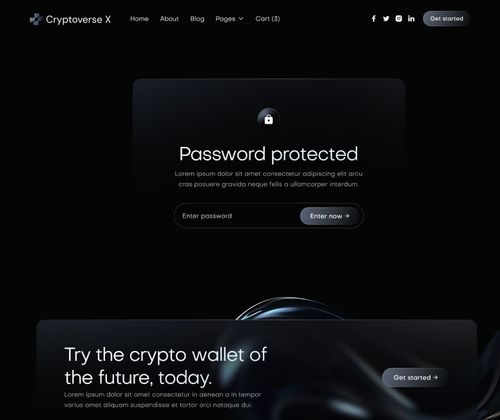 Cryptoverse X Home About Blog Pages Cart (3) Get started
Password protected
Lorem ipsum dolor sit amet consectetur adipiscing elit arcu
cras posuere gravida neque felis a ullamcorper interdum.
Enter password Enter now →
Try the crypto wallet of
the future, today.
Get started →
Lorem ipsum dolor sit amet consectetur in aenean a in tempor
varius amet aliquam suspendisse et tortor orci natoque dui.